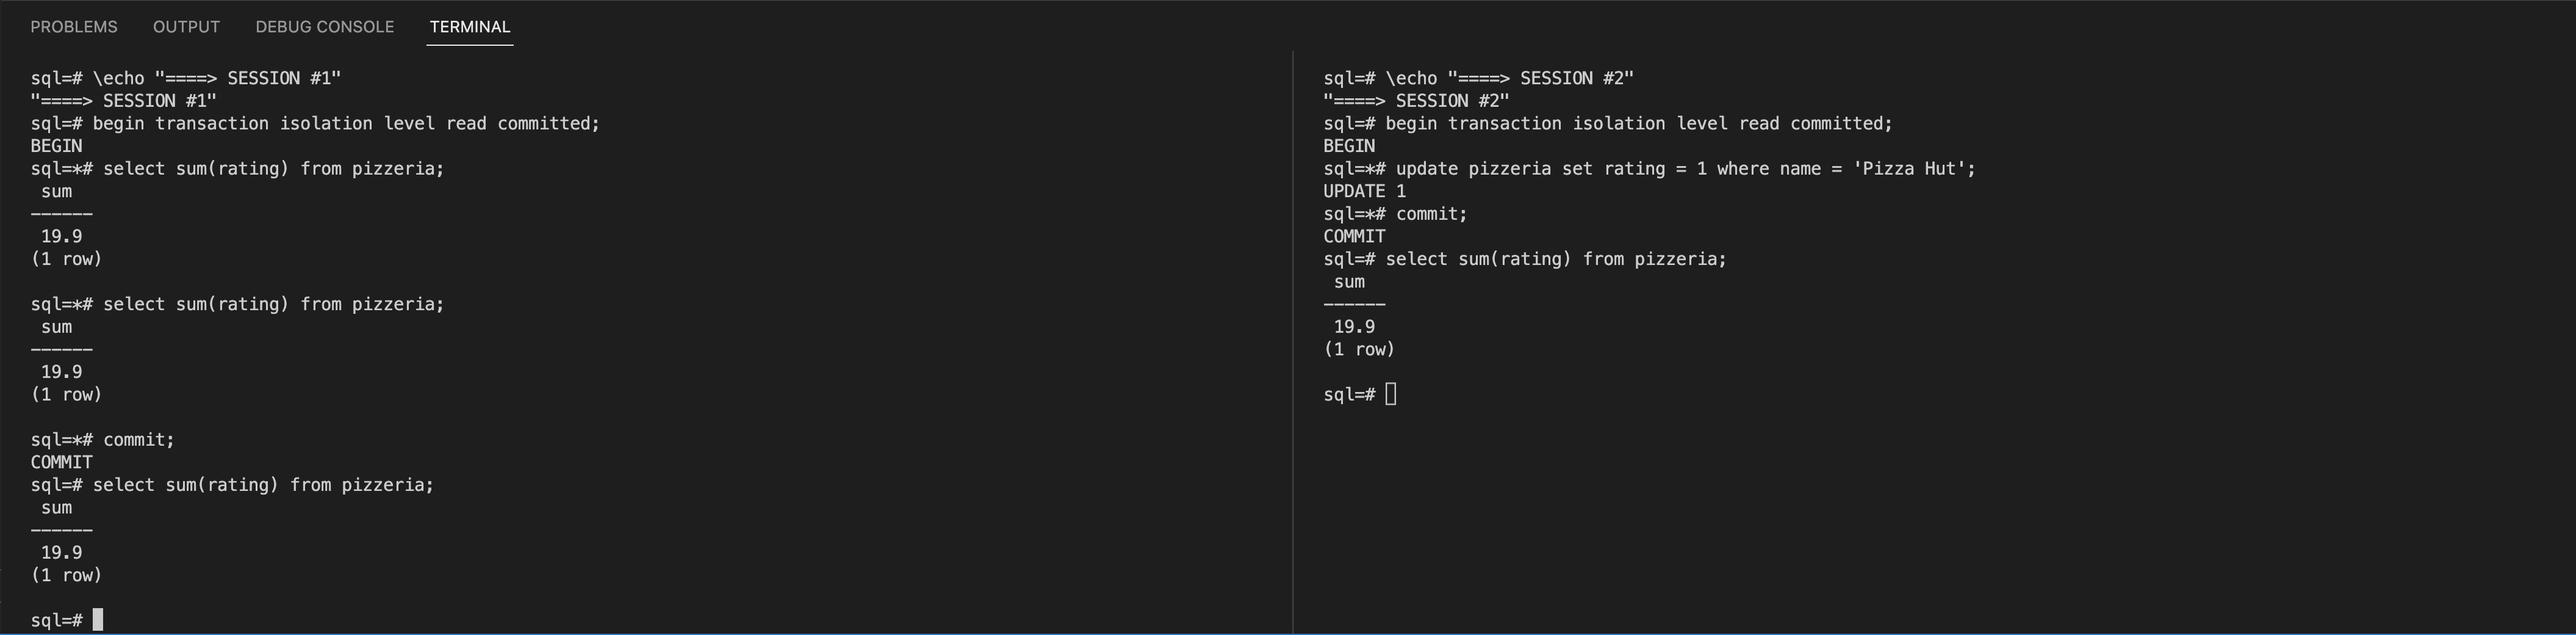 PROBLEMS OUTPUT DEBUG CONSOLE TERMINAL
sql=# \echo "====> SESSION #1"
"====> SESSION #1"
sql=# begin transaction isolation level read committed;
BEGIN
sql=*# select sum(rating) from pizzeria;
 sum
------
 19.9
(1 row)

sql=*# select sum(rating) from pizzeria;
 sum
------
 19.9
(1 row)

sql=*# commit;
COMMIT
sql=# select sum(rating) from pizzeria;
 sum
------
 19.9
(1 row)

sql=#
sql=# \echo "====> SESSION #2"
"====> SESSION #2"
sql=# begin transaction isolation level read committed;
BEGIN
sql=*# update pizzeria set rating = 1 where name = 'Pizza Hut';
UPDATE 1
sql=*# commit;
COMMIT
sql=# select sum(rating) from pizzeria;
 sum
------
 19.9
(1 row)

sql=#